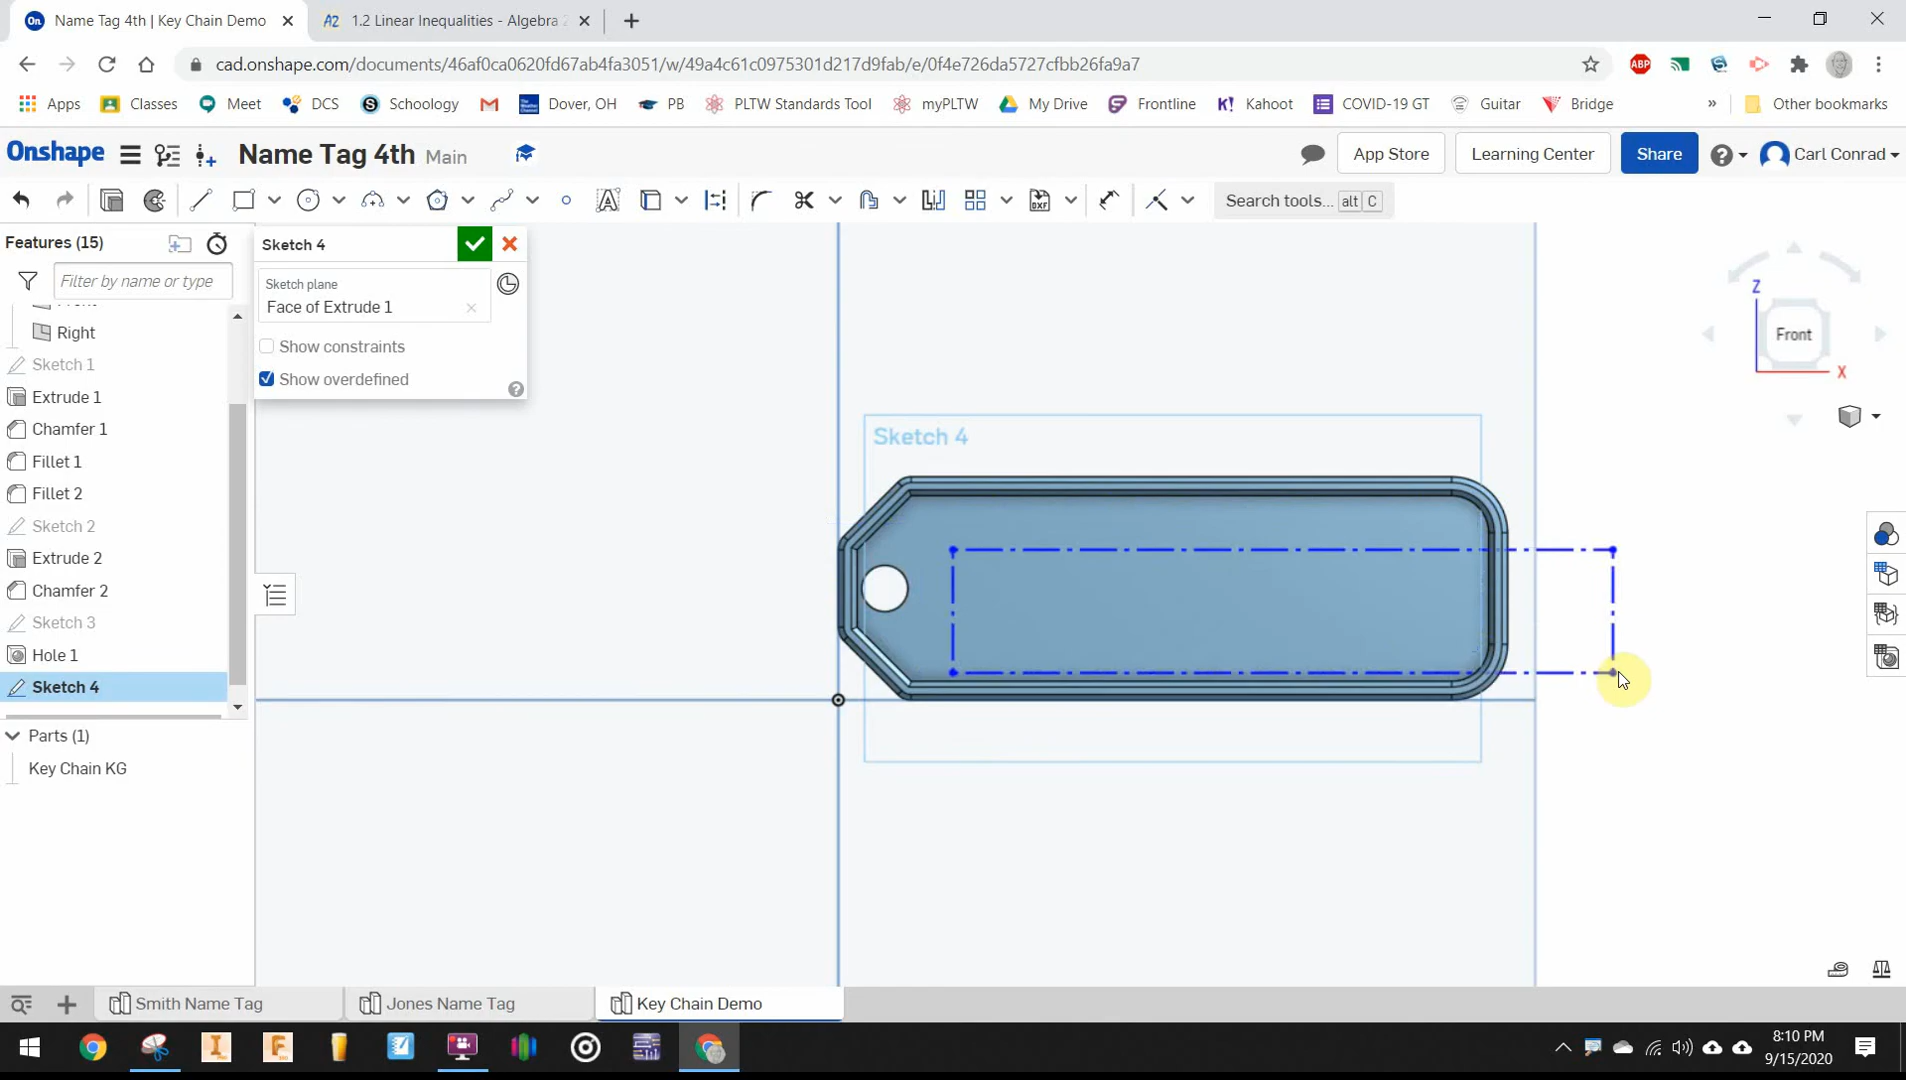 Name Tag 4th | Key Chain Demo
1.2 Linear Inequalities - Algebra 2
cad.onshape.com/documents/46af0ca0620fd67ab4fa3051/w/49a4c61c0975301d217d9fab/e/0f4e726da5727cfbb26fa9a7
ABP
Apps
Classes
Meet
DCS
Schoology
Dover, OH
PB
PLTW Standards Tool
myPLTW
My Drive
Frontline
Kahoot
COVID-19 GT
Guitar
Bridge
»
Other bookmarks
Onshape
Name Tag 4th Main
App Store
Learning Center
Share
Carl Conrad
Search tools... alt C
Features (15)
Filter by name or type
Right
Sketch 1
Extrude 1
Chamfer 1
Fillet 1
Fillet 2
Sketch 2
Extrude 2
Chamfer 2
Sketch 3
Hole 1
Sketch 4
Parts (1)
Key Chain KG
Sketch 4
Sketch plane
Face of Extrude 1
Show constraints
Show overdefined
Sketch 4
Z
Front
X
Smith Name Tag
Jones Name Tag
Key Chain Demo
8:10 PM
9/15/2020